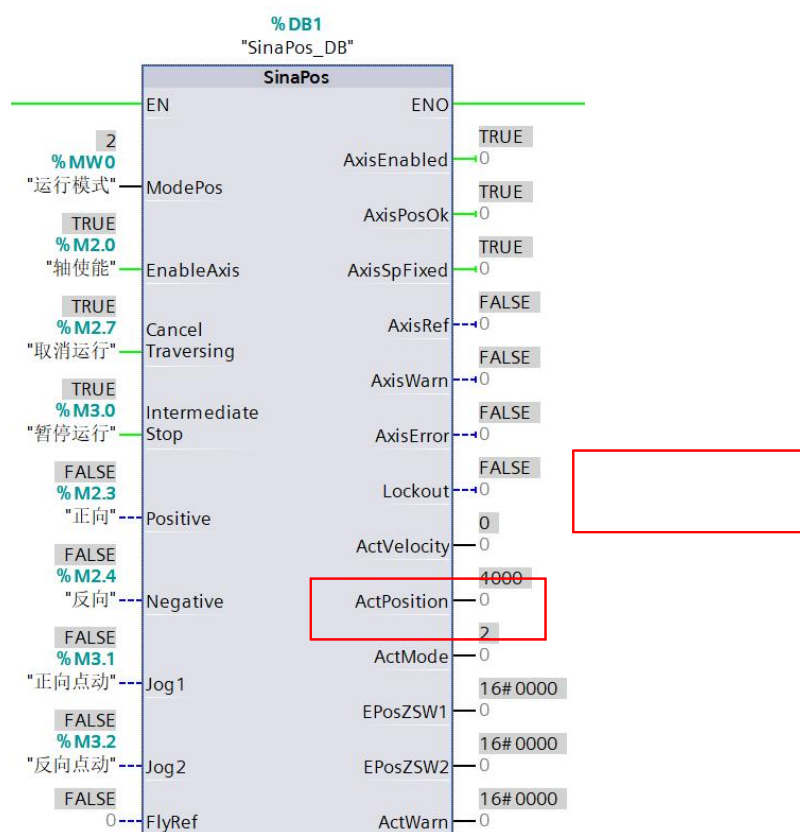 %DB1
"SinaPos_DB"
SinaPos
EN
ENO
2
%MW0
"运行模式"
ModePos
TRUE
AxisEnabled
0
TRUE
%M2.0
"轴使能"
EnableAxis
TRUE
AxisPosOk
0
TRUE
AxisSpFixed
0
TRUE
%M2.7
"取消运行"
Cancel
Traversing
FALSE
AxisRef
0
FALSE
AxisWarn
0
TRUE
%M3.0
"暂停运行"
Intermediate
Stop
FALSE
AxisError
0
FALSE
Lockout
0
FALSE
%M2.3
"正向"
Positive
0
ActVelocity
0
FALSE
%M2.4
"反向"
Negative
4000
ActPosition
0
2
ActMode
0
FALSE
%M3.1
"正向点动"
Jog1
16#0000
EPosZSW1
0
FALSE
%M3.2
"反向点动"
Jog2
16#0000
EPosZSW2
0
FALSE
0
FlyRef
16#0000
ActWarn
0